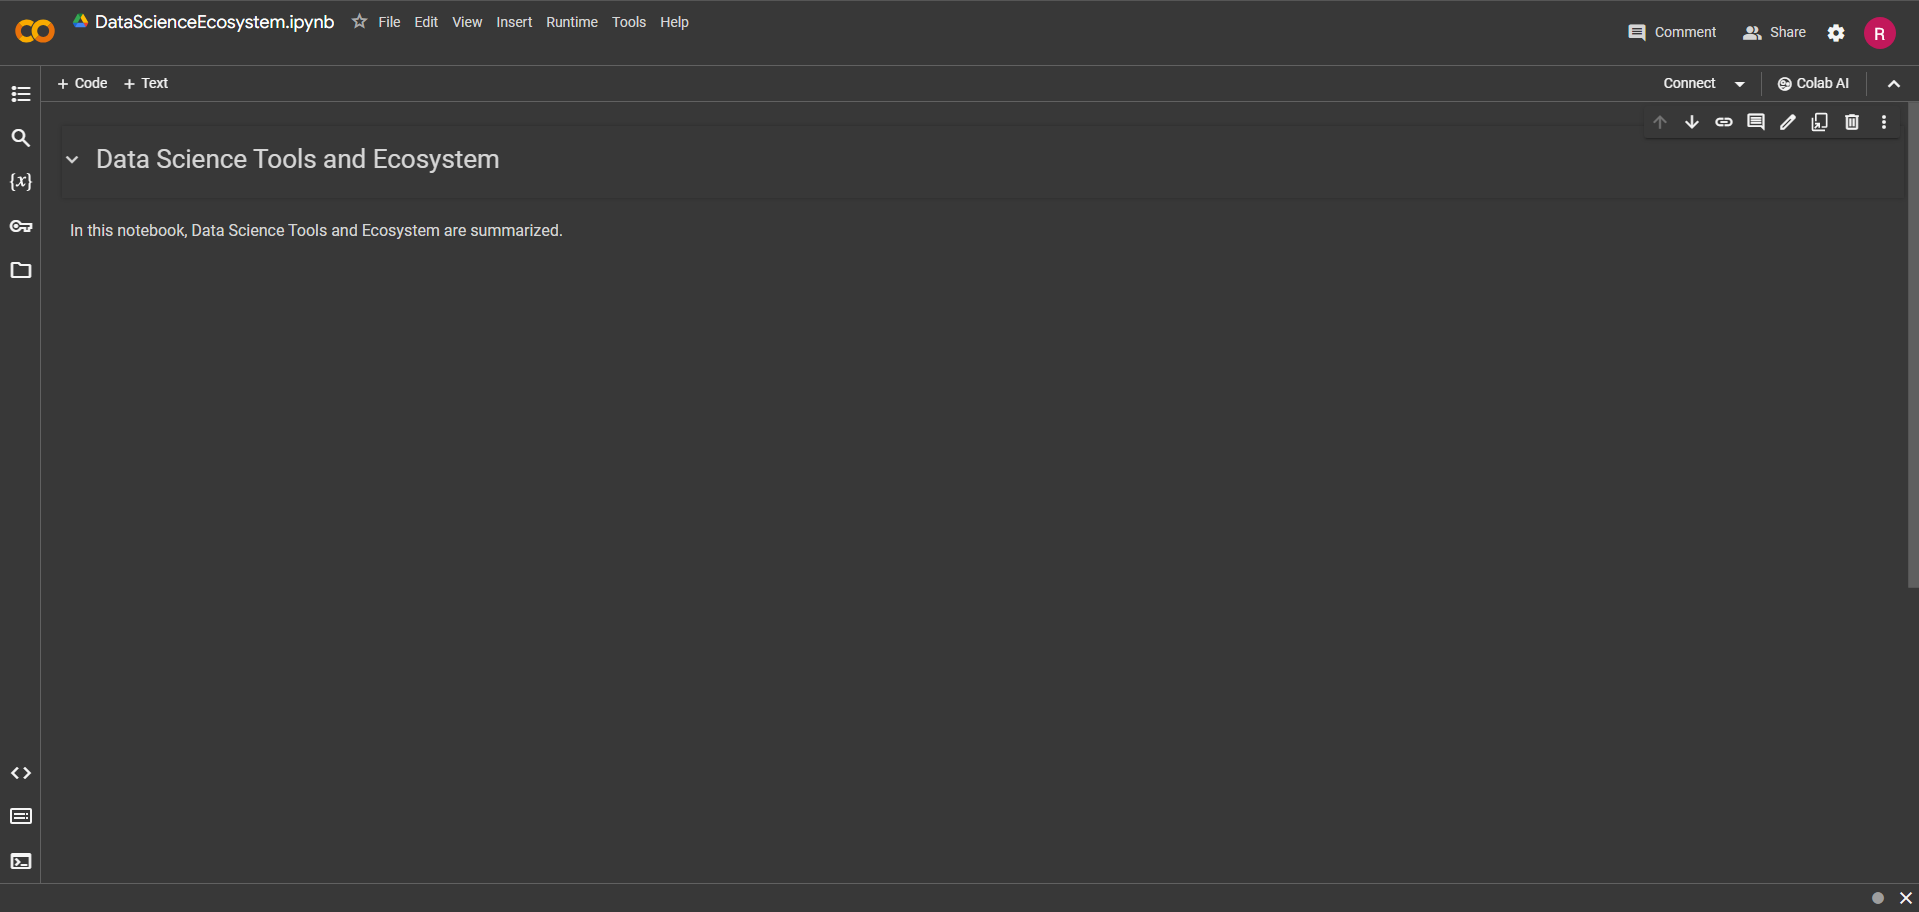 DataScienceEcosystem.ipynb
File Edit View Insert Runtime Tools Help
Comment Share R
+ Code + Text
Connect Colab AI
Data Science Tools and Ecosystem
{x}
In this notebook, Data Science Tools and Ecosystem are summarized.